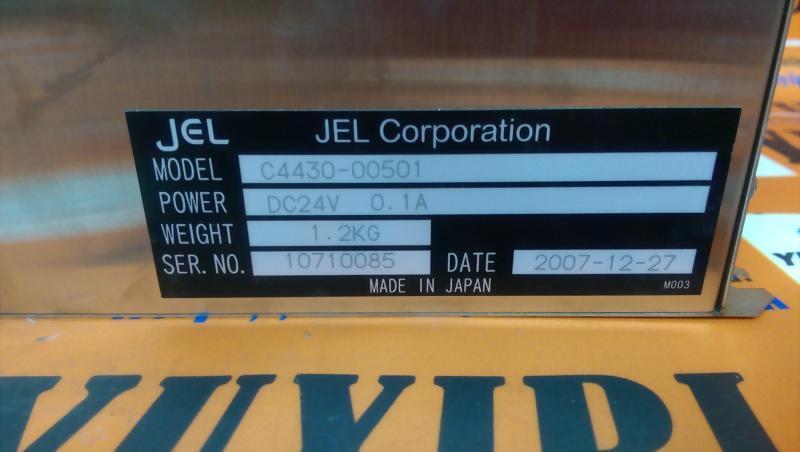 JEL JEL Corporation
MODEL C4430-00501
POWER DC24V 0.1A
WEIGHT 1.2KG
SER. NO. 10710085 DATE 2007-12-27
MADE IN JAPAN M003